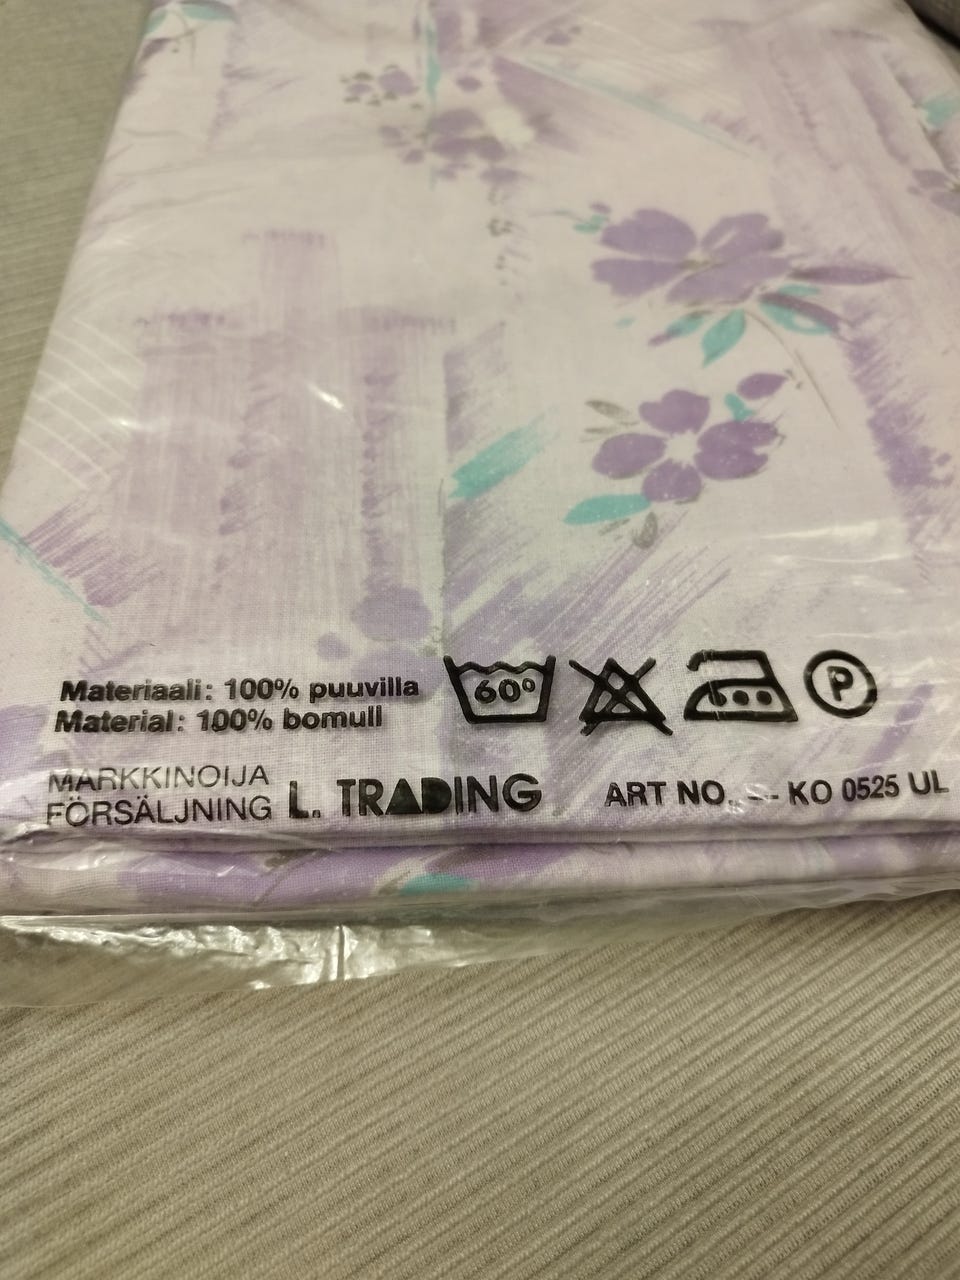 Materiaali: 100% puuvilla
Material: 100% bomull
60°
P
MARKKINOIJA
FÖRSÄLJNING
L. TRADING
ART NO. -- KO 0525 UL